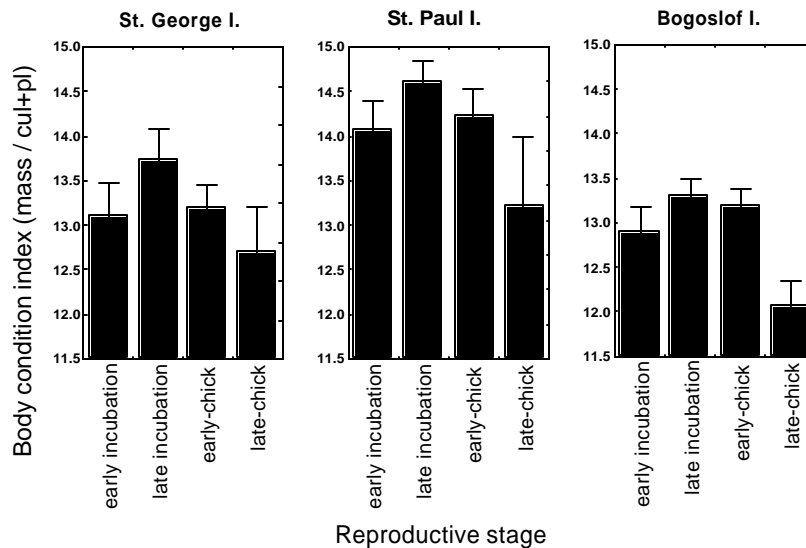 St. George I.
St. Paul I.
Bogoslof I.
Body condition index (mass / cul+pl)
15.0
14.5
14.0
13.5
13.0
12.5
12.0
11.5
15.0
14.5
14.0
13.5
13.0
12.5
12.0
11.5
15.0
14.5
14.0
13.5
13.0
12.5
12.0
11.5
early incubation
late incubation
early-chick
late-chick
early incubation
late incubation
early-chick
late-chick
early incubation
late incubation
early-chick
late-chick
Reproductive stage